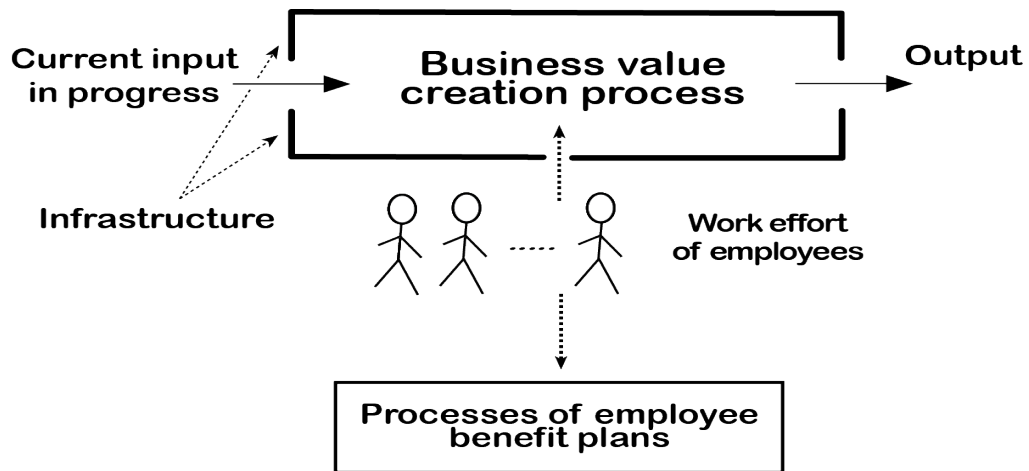 Current input
in progress
Business value
creation process
Output
Infrastructure
Work effort
of employees
Processes of employee
benefit plans